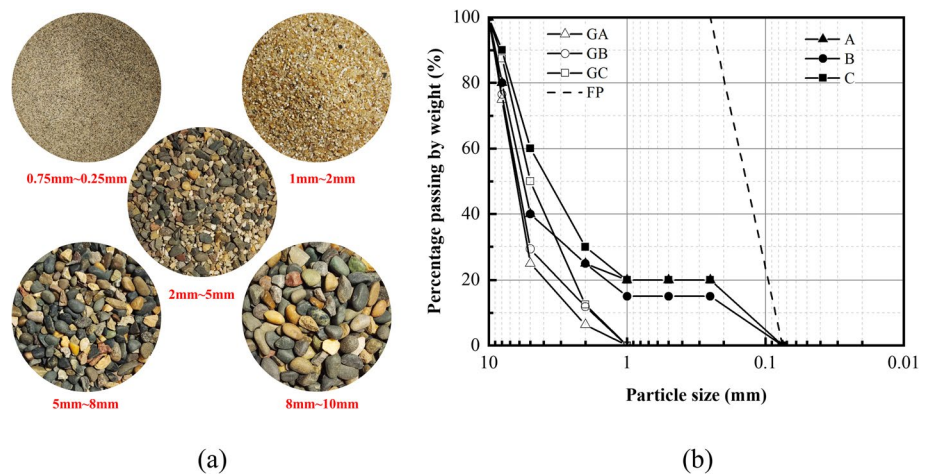 0.75mm~0.25mm
1mm~2mm
2mm~5mm
5mm~8mm
8mm~10mm
(a)
Percentage passing by weight (%)
100
80
60
40
20
0
GA
GB
GC
FP
A
B
C
10
1
0.1
0.01
Particle size (mm)
(b)